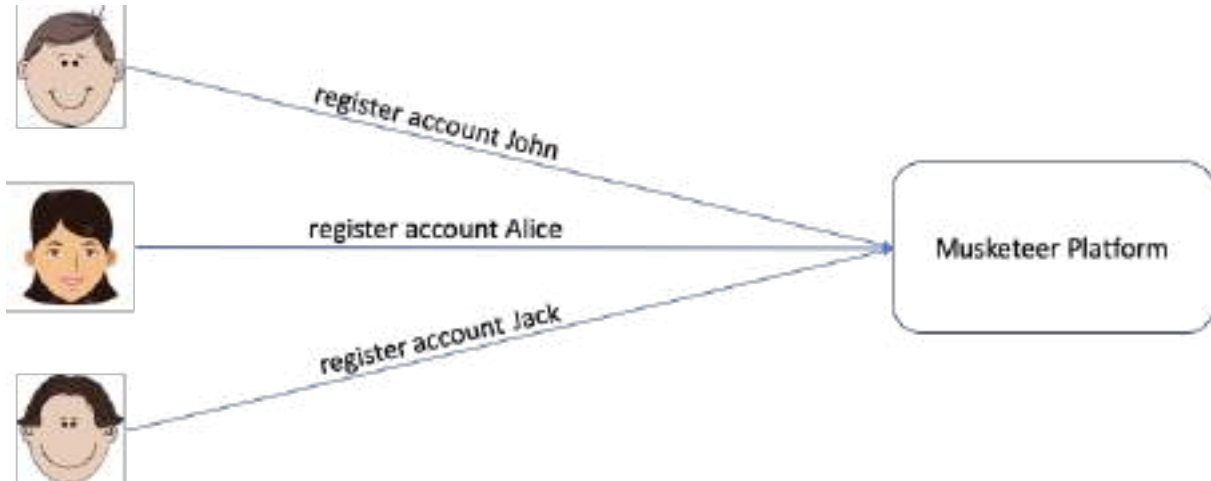 register account John
register account Alice
Musketeer Platform
register account Jack